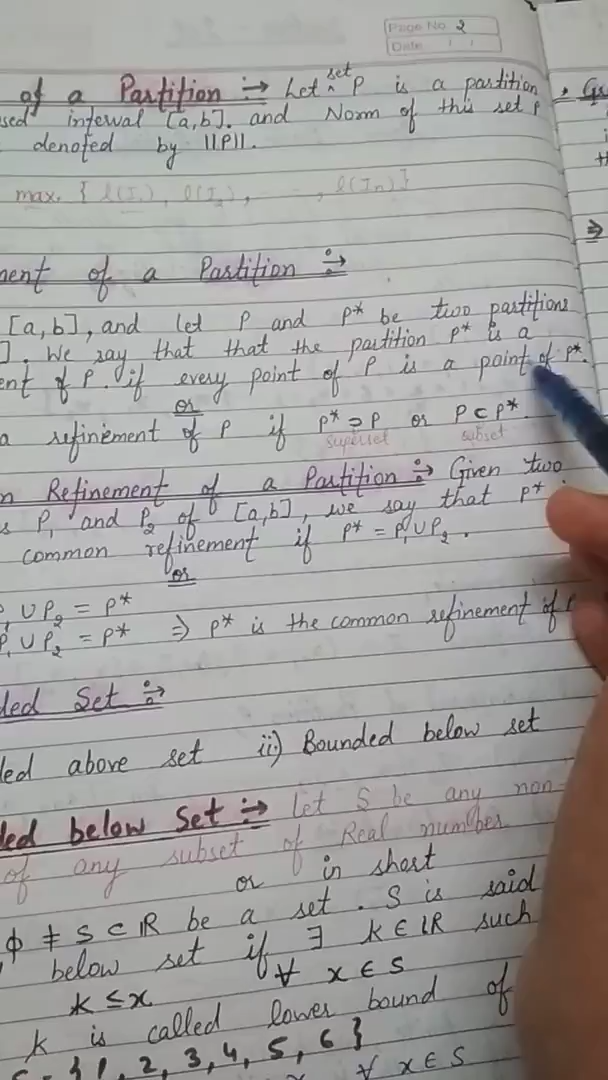 Page No. 2
Date
of a Partition :→ Let set P is a partition
sed interval [a,b]. and Norm of this set P
denoted by ||P||.
max. { l(I₁), l(I₂), - - - , l(Iₙ)}
ment of a Partition :→
[a,b], and let P and P* be two partitions
]. We say that that the partition P* is a
ent of P. if every point of P is a point of P*.
or
a refinement of P if P* ⊃ P or P ⊂ P*.
superset subset
n Refinement of a Partition :→ Given two
s P₁ and P₂ of [a,b], we say that P*
common refinement if P* = P₁∪P₂.
or
∪ P₂ = P*
P₁ ∪ P₂ = P* ⇒ P* is the common refinement of
ded Set :→
ded above set ii) Bounded below set
ded below Set :→ let S be any non-
of any subset of Real number
or in short
ϕ ≠ S ⊂ ℝ be a set. S is said
below set if ∃ k ∈ ℝ such
∀ x ∈ S
k ≤ x
k is called lower bound of
{1, 2, 3, 4, 5, 6}
∀ x ∈ S